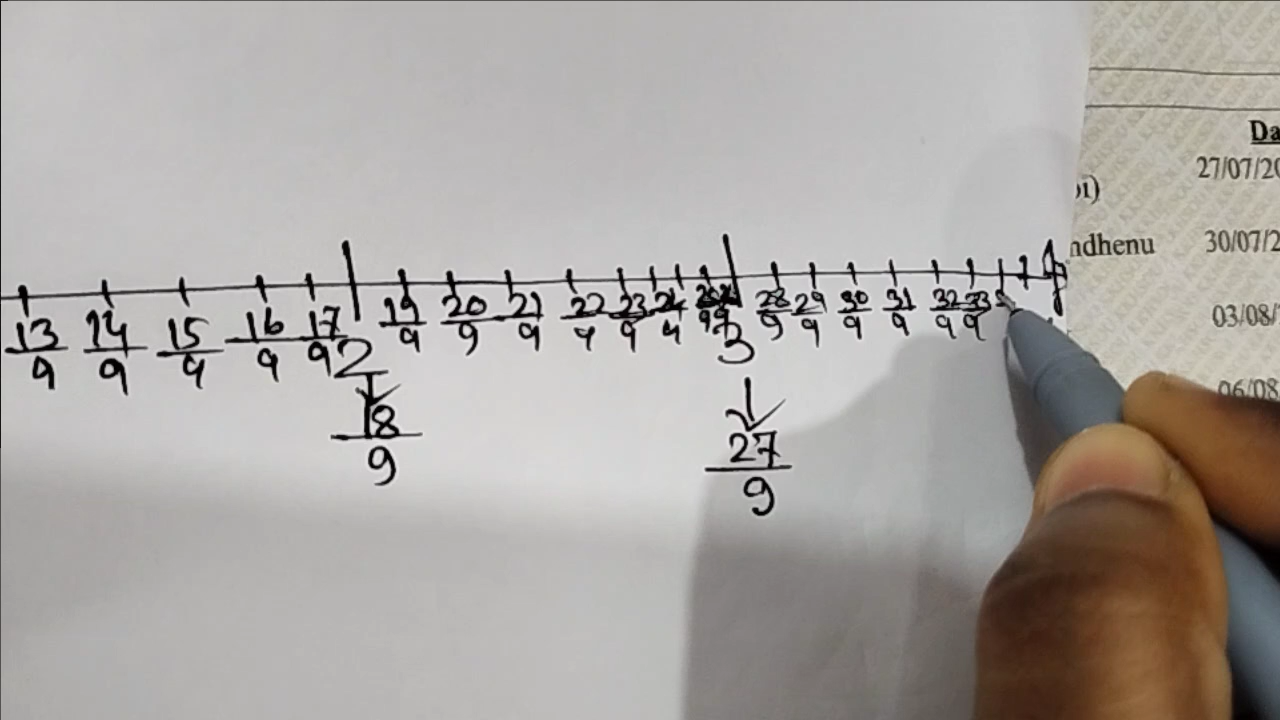 Da
27/07/20
01)
ndhenu 30/07/2
03/08/
06/08
13 14 15 16 17 19 20 21 22 23 24 28 29 30 31 32 33
9 9 9 9 9 9 9 9 9 9 9 9 9 9 9 9 9
2 3
18 27
9 9